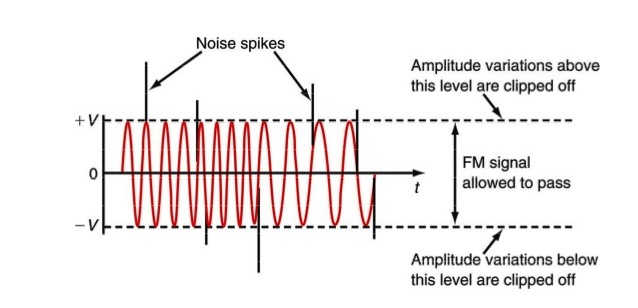 Noise spikes
Amplitude variations above
this level are clipped off
+V
0
FM signal
allowed to pass
t
−V
Amplitude variations below
this level are clipped off